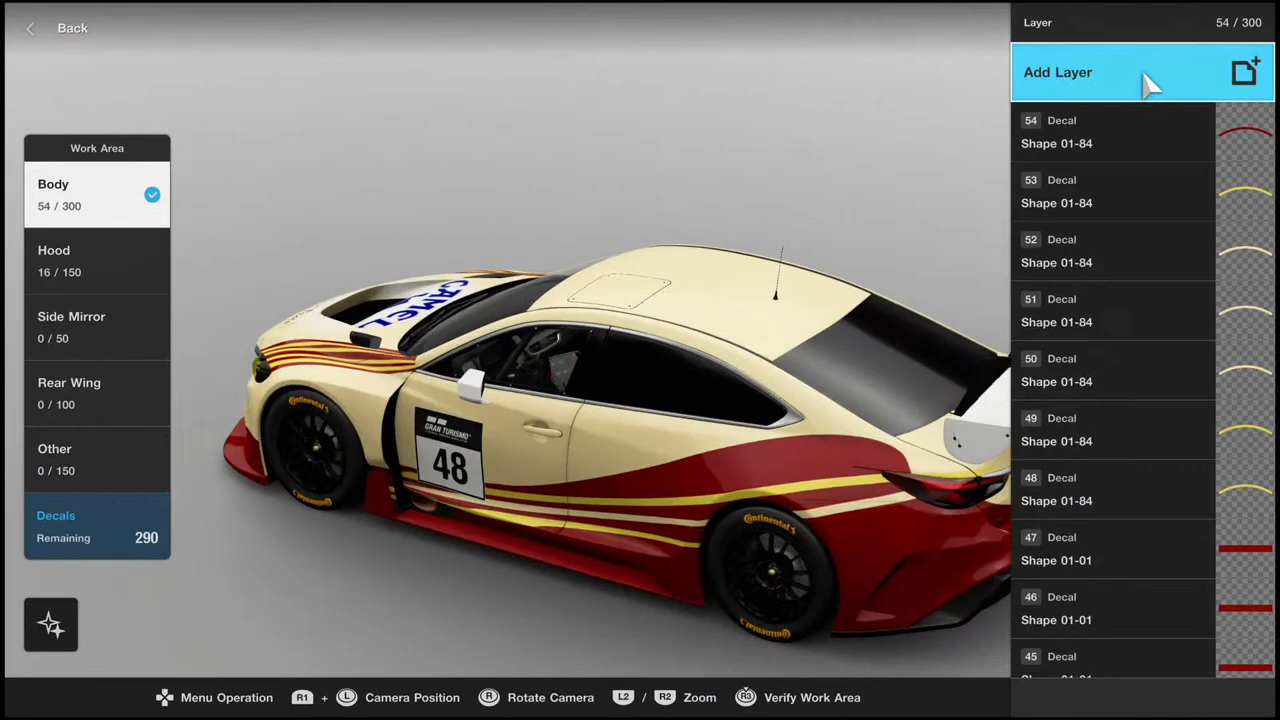 Back
Work Area
Body
54 / 300
Hood
16 / 150
Side Mirror
0 / 50
Rear Wing
0 / 100
Other
0 / 150
Decals
Remaining 290
CAMEL
GRAN TURISMO
48
Continental
Continental
Continental
Layer 54 / 300
Add Layer
54 Decal
Shape 01-84
53 Decal
Shape 01-84
52 Decal
Shape 01-84
51 Decal
Shape 01-84
50 Decal
Shape 01-84
49 Decal
Shape 01-84
48 Decal
Shape 01-84
47 Decal
Shape 01-01
46 Decal
Shape 01-01
45 Decal
Menu Operation R1 + L Camera Position R Rotate Camera L2 / R2 Zoom R3 Verify Work Area